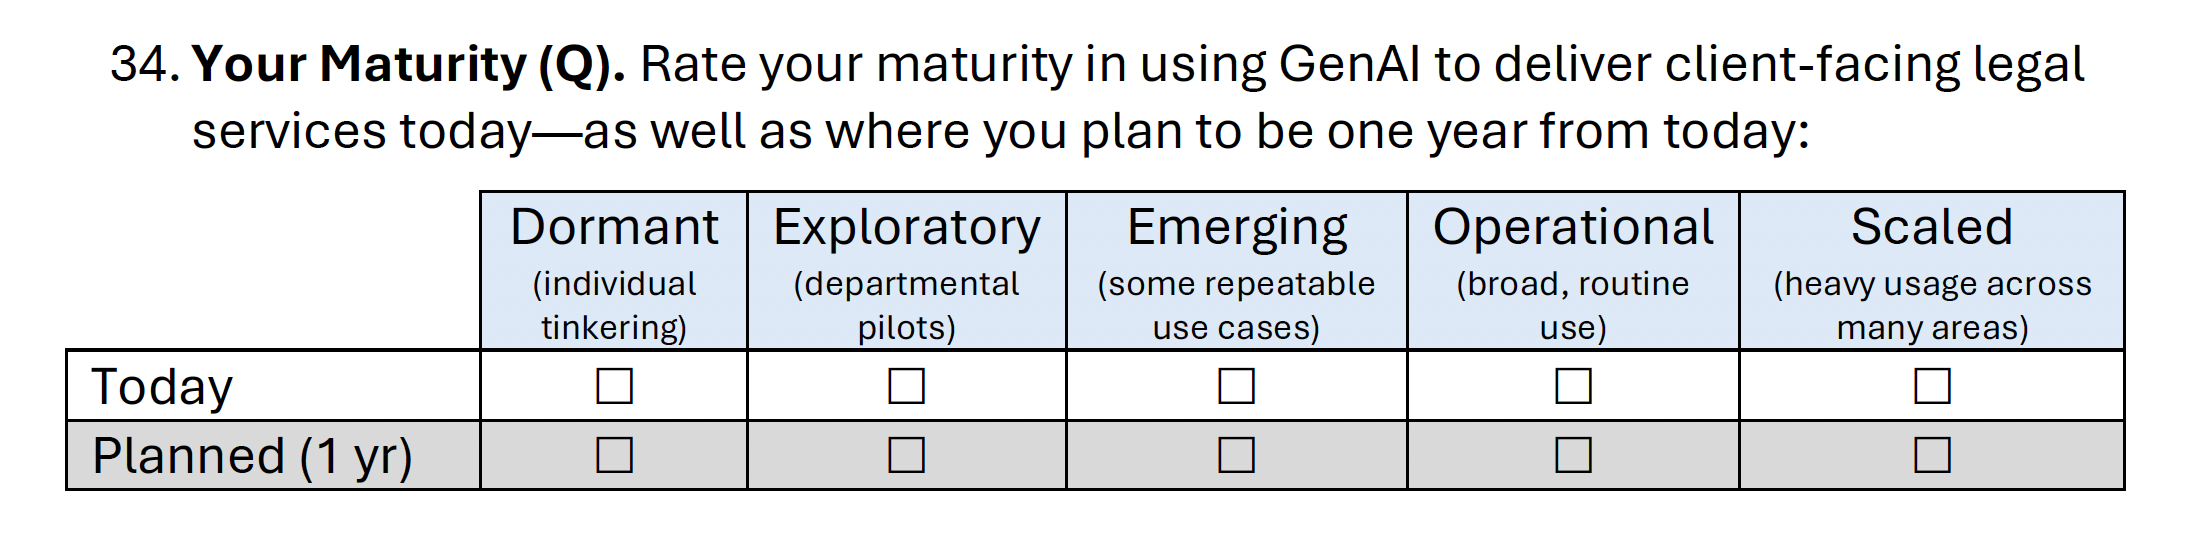 34. Your Maturity (Q). Rate your maturity in using GenAI to deliver client-facing legal
services today—as well as where you plan to be one year from today:
Dormant Exploratory Emerging Operational Scaled
(individual (departmental (some repeatable (broad, routine (heavy usage across
tinkering) pilots) use cases) use) many areas)
Today ☐ ☐ ☐ ☐ ☐
Planned (1 yr) ☐ ☐ ☐ ☐ ☐